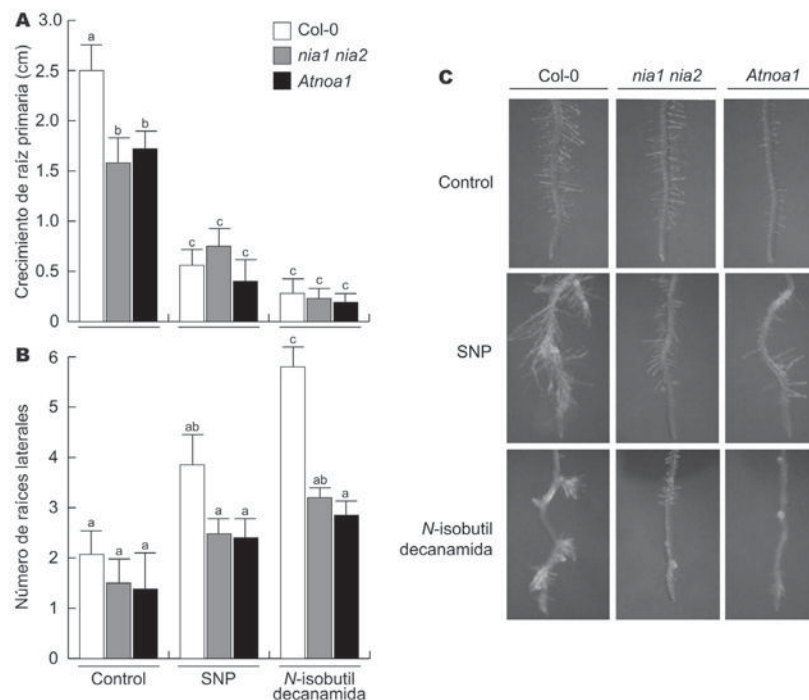 A
Crecimiento de raíz primaria (cm)
3.0
2.5
2.0
1.5
1.0
0.5
0
Col-0
nia1 nia2
Atnoa1
a
b
b
c
c
c
c
c
c
B
Número de raíces laterales
6
5
4
3
2
1
0
a
a
a
ab
a
a
c
ab
a
Control
SNP
N-isobutil
decanamida
C
Col-0
nia1 nia2
Atnoa1
Control
SNP
N-isobutil
decanamida